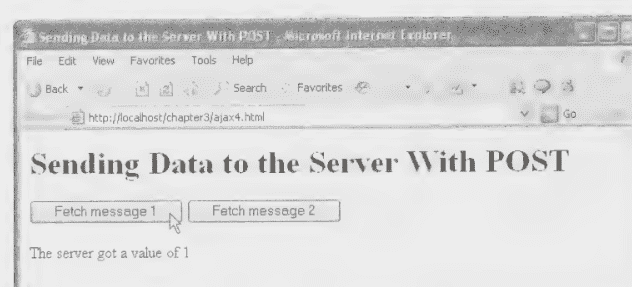 Sending Data to the Server With POST - Microsoft Internet Explorer
File Edit View Favorites Tools Help
Back Search Favorites
http://localhost/chapter3/ajax4.html Go
Sending Data to the Server With POST
Fetch message 1 Fetch message 2
The server got a value of 1